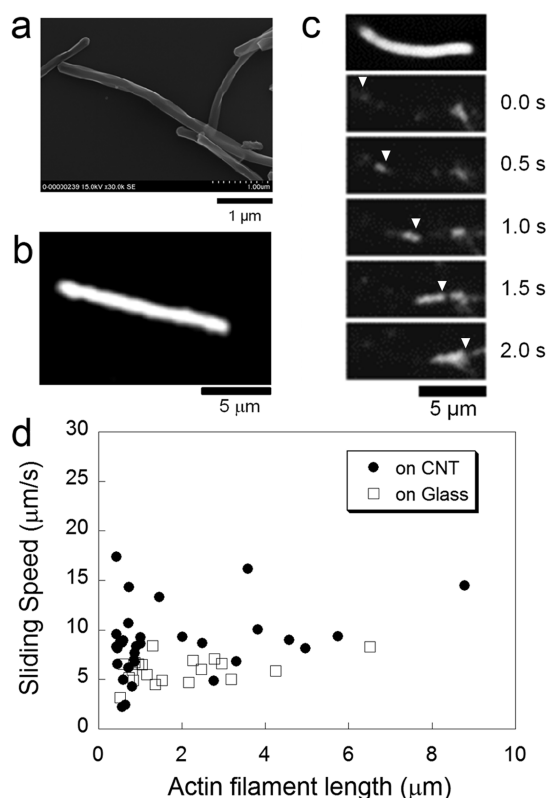 a
0-00000239 15.0kV x30.0k SE
1.00um
1 µm
b
5 µm
c
0.0 s
0.5 s
1.0 s
1.5 s
2.0 s
5 µm
d
30
25
20
15
10
5
0
0
2
4
6
8
10
on CNT
on Glass
Sliding Speed (µm/s)
Actin filament length (µm)